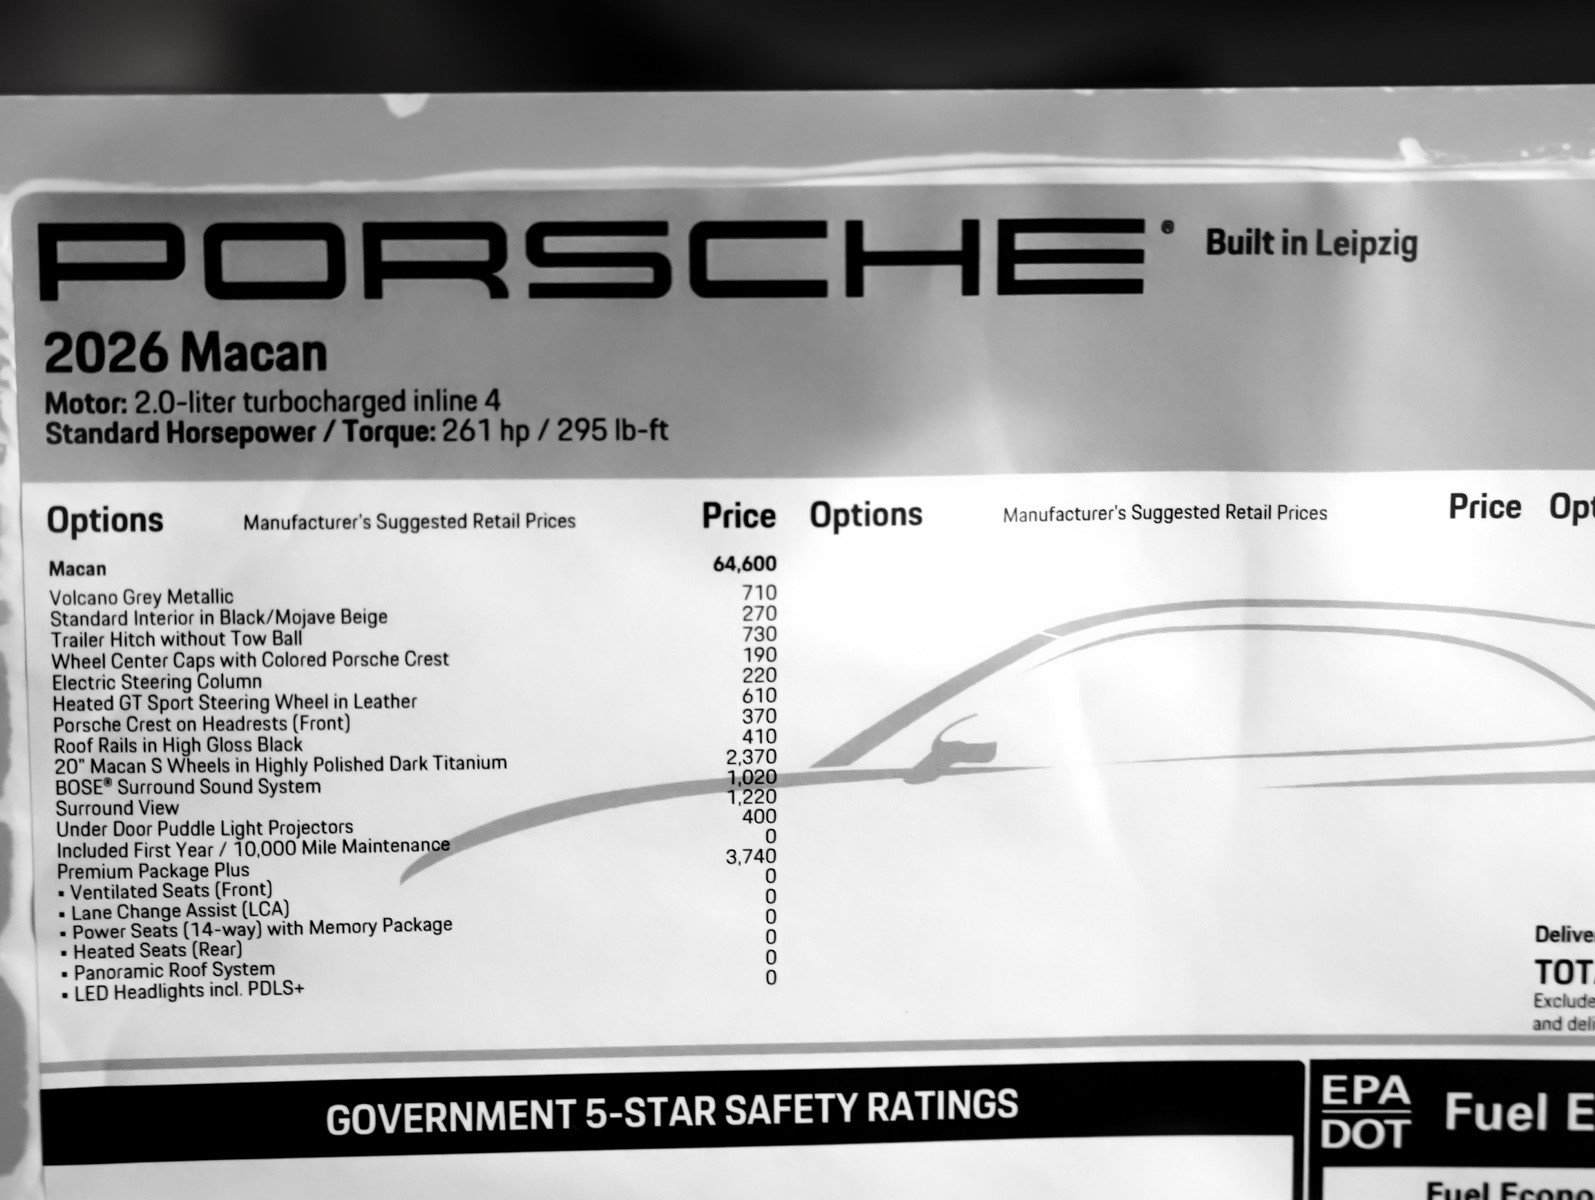 PORSCHE® Built in Leipzig
2026 Macan
Motor: 2.0-liter turbocharged inline 4
Standard Horsepower / Torque: 261 hp / 295 lb-ft
Options Manufacturer's Suggested Retail Prices Price Options Manufacturer's Suggested Retail Prices Price
Macan 64,600
Volcano Grey Metallic 710
Standard Interior in Black/Mojave Beige 270
Trailer Hitch without Tow Ball 730
Wheel Center Caps with Colored Porsche Crest 190
Electric Steering Column 220
Heated GT Sport Steering Wheel in Leather 610
Porsche Crest on Headrests (Front) 370
Roof Rails in High Gloss Black 410
20" Macan S Wheels in Highly Polished Dark Titanium 2,370
BOSE® Surround Sound System 1,020
Surround View 1,220
Under Door Puddle Light Projectors 400
Included First Year / 10,000 Mile Maintenance 0
Premium Package Plus 3,740
▪ Ventilated Seats (Front) 0
▪ Lane Change Assist (LCA) 0
▪ Power Seats (14-way) with Memory Package 0
▪ Heated Seats (Rear) 0
▪ Panoramic Roof System 0
▪ LED Headlights incl. PDLS+ 0
and
GOVERNMENT 5-STAR SAFETY RATINGS
EPA
DOT
Fuel
Fuel